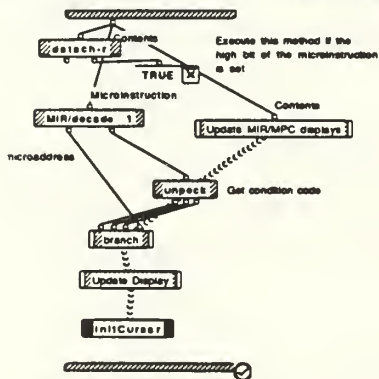 Contents
detach-r
Execute this method if the
high bit of the microinstruction
is set
TRUE
Microinstruction
Contents
MIR/decade 1
Update MIR/MPC displays
microaddress
unpack
Get condition code
branch
Update Display
InitCursor